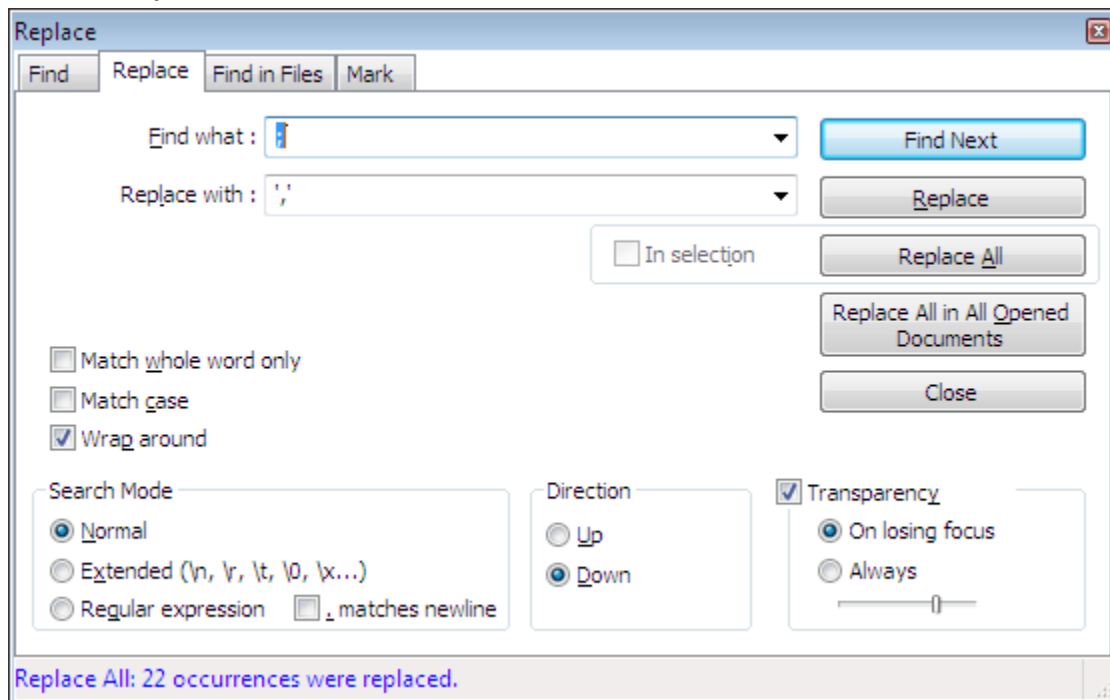 Replace
Find
Replace
Find in Files
Mark
Find what :
;
Find Next
Replace with :
','
Replace
In selection
Replace All
Replace All in All Opened
Documents
Match whole word only
Close
Match case
Wrap around
Search Mode
Direction
Transparency
Normal
Up
On losing focus
Extended (\n, \r, \t, \0, \x...)
Down
Always
Regular expression
. matches newline
Replace All: 22 occurrences were replaced.